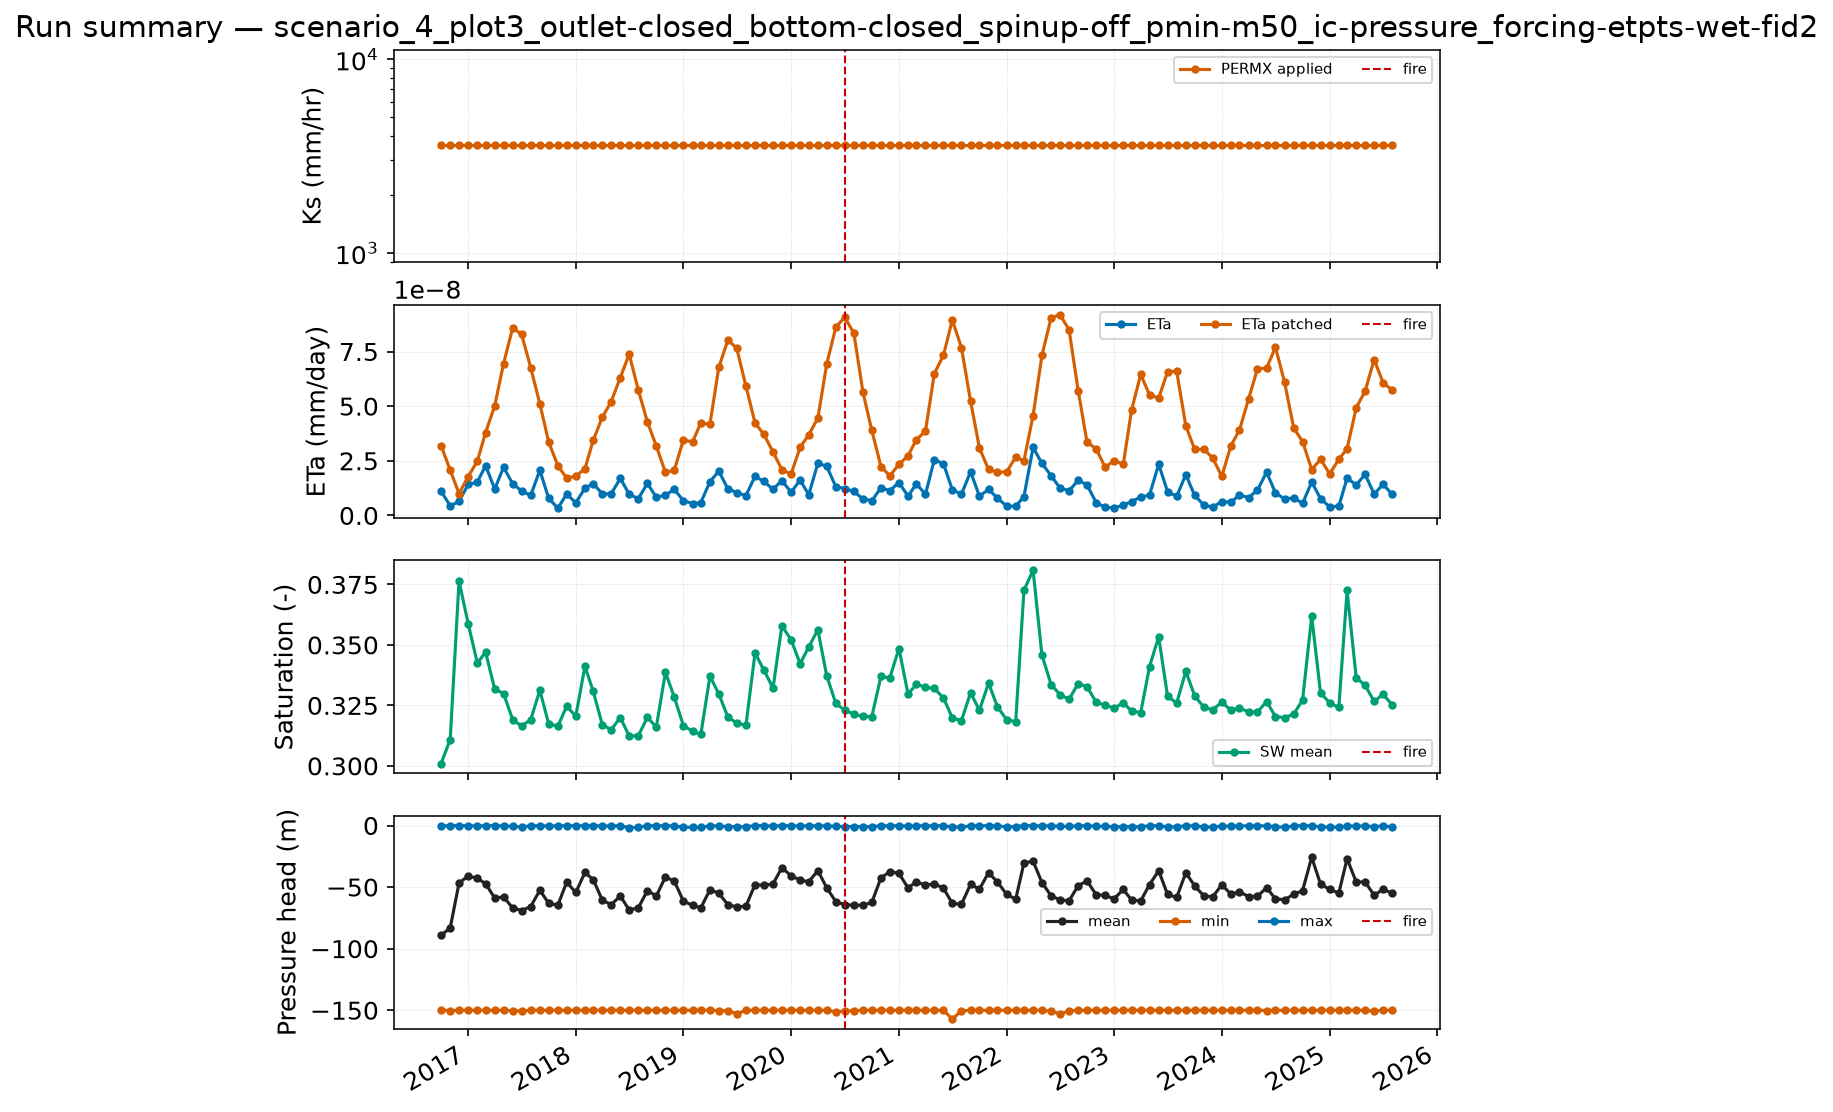 Run summary — scenario_4_plot3_outlet-closed_bottom-closed_spinup-off_pmin-m50_ic-pressure_forcing-etpts-wet-fid2
Ks (mm/hr)
10⁴
10³
PERMX applied
fire
1e−8
ETa (mm/day)
7.5
5.0
2.5
0.0
ETa
ETa patched
fire
Saturation (-)
0.375
0.350
0.325
0.300
SW mean
fire
Pressure head (m)
0
−50
−100
−150
mean
min
max
fire
2017
2018
2019
2020
2021
2022
2023
2024
2025
2026